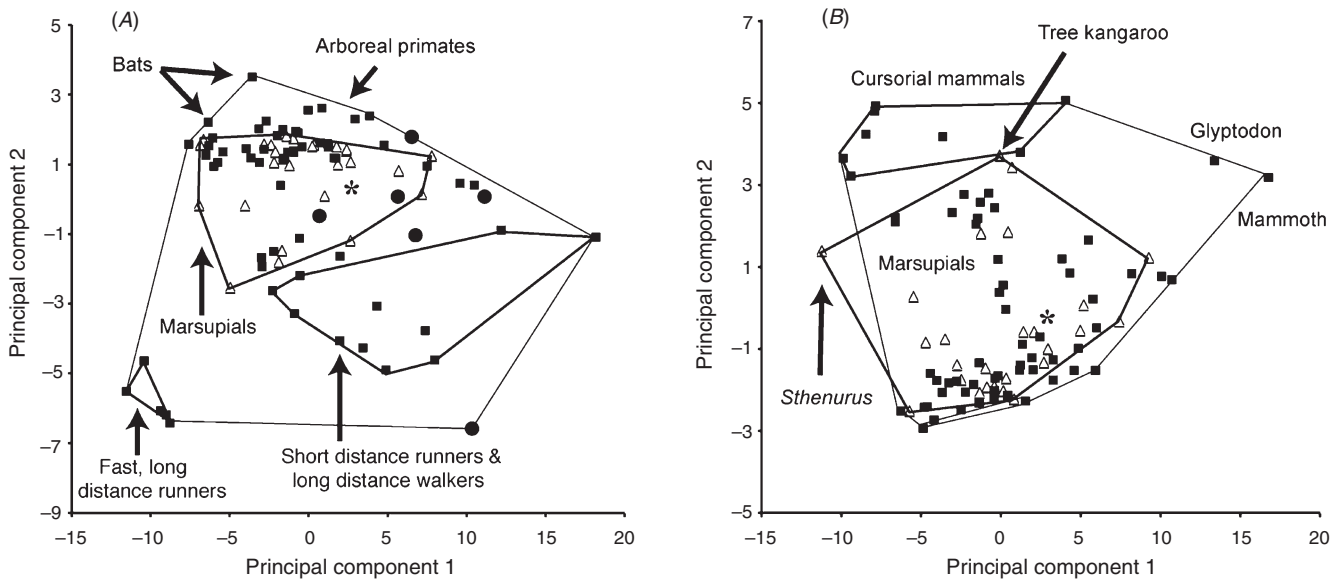 (A)
5
3
1
−1
−3
−5
−7
−9
−15
−10
−5
0
5
10
15
20
Principal component 2
Principal component 1
Bats
Arboreal primates
*
Marsupials
Fast, long
distance runners
Short distance runners &
long distance walkers
(B)
7
5
3
1
−1
−3
−5
−15
−10
−5
0
5
10
15
20
Principal component 2
Principal component 1
Tree kangaroo
Cursorial mammals
Glyptodon
Mammoth
Marsupials
*
Sthenurus